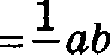 = 1 ab